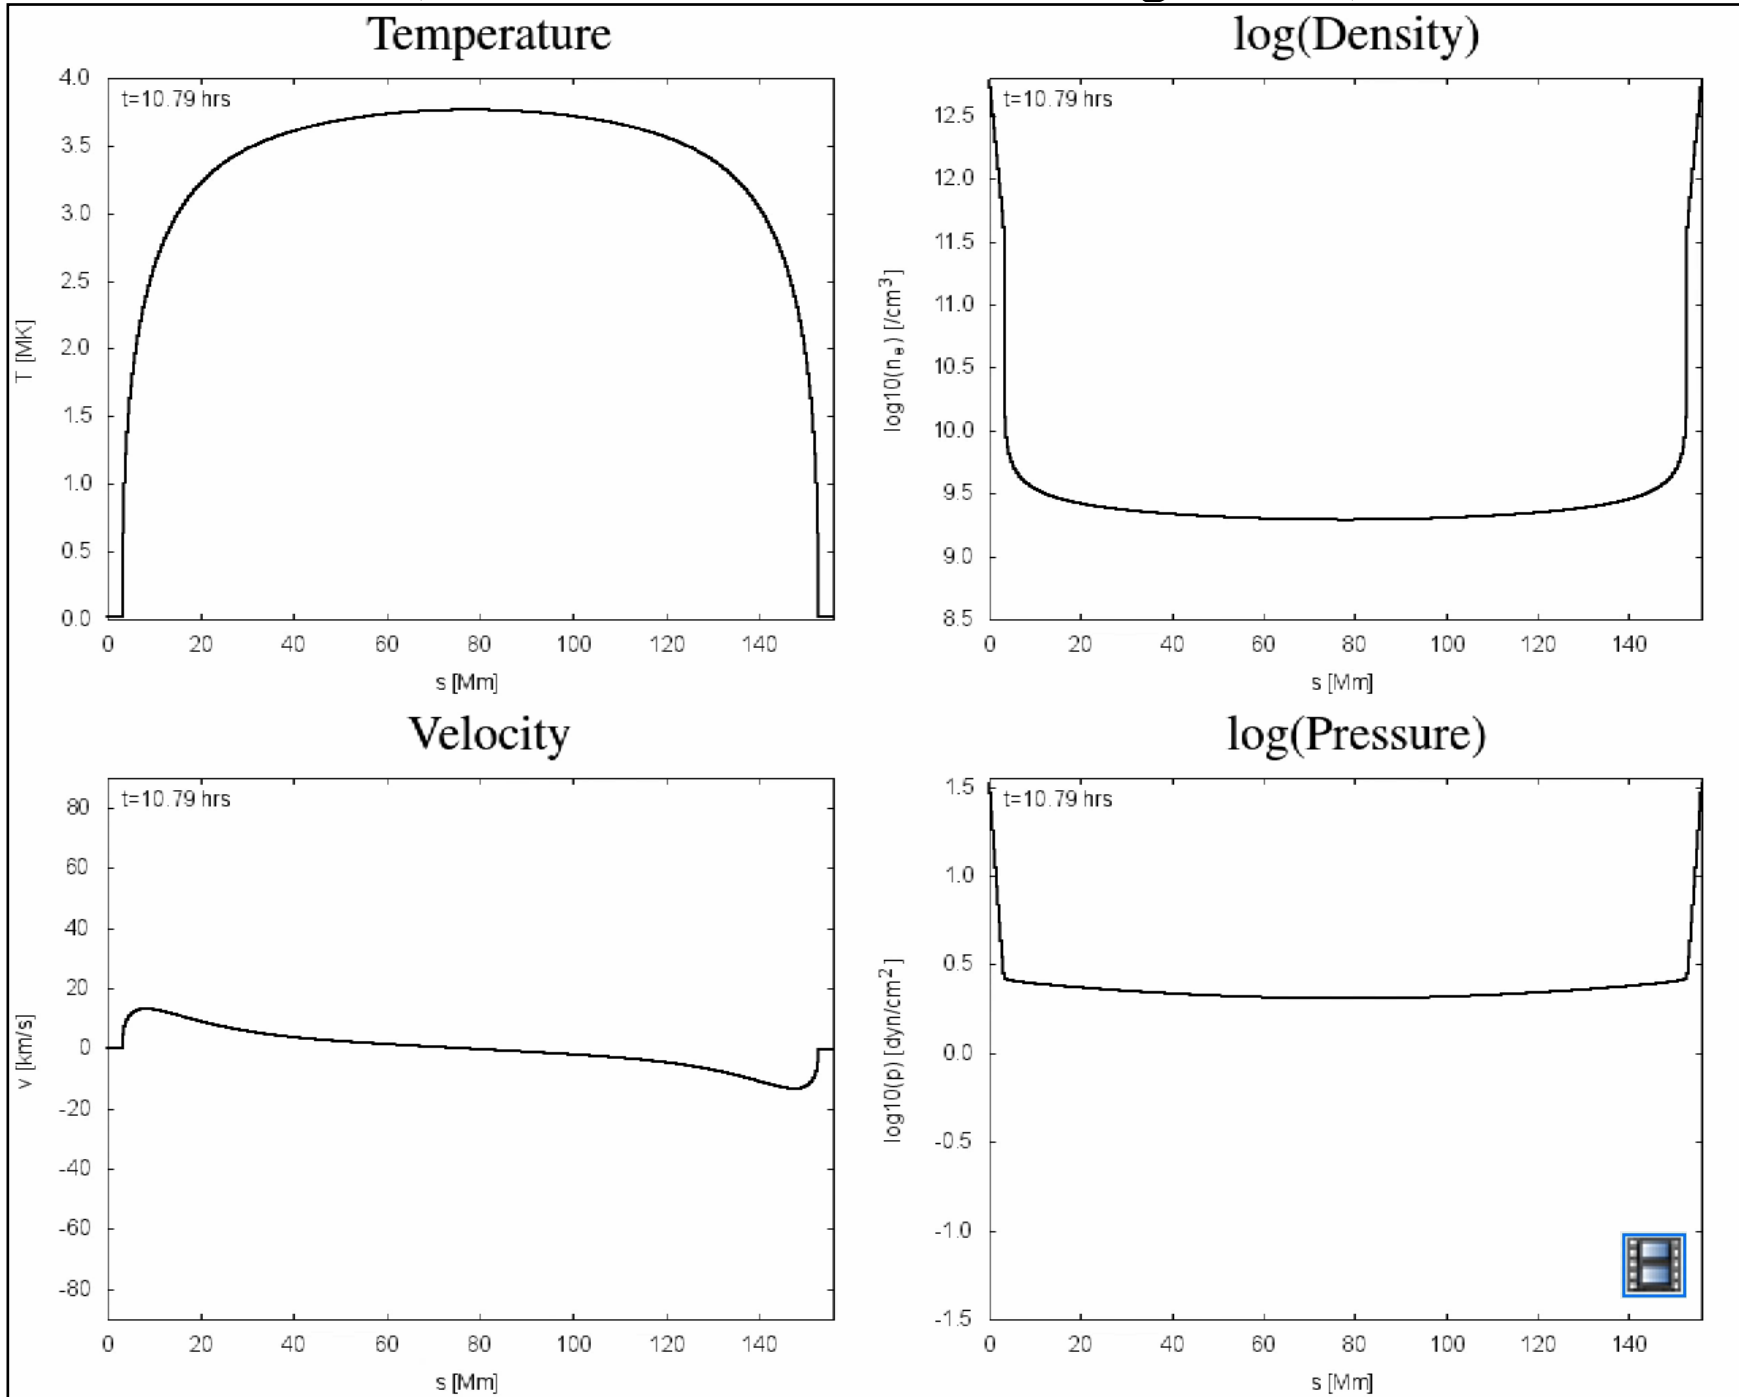 Temperature
4.0
3.5
3.0
2.5
2.0
1.5
1.0
0.5
0.0
T [MK]
t=10.79 hrs
0 20 40 60 80 100 120 140
s [Mm]
log(Density)
12.5
12.0
11.5
11.0
10.5
10.0
9.5
9.0
8.5
log10(nₑ) [/cm³]
t=10.79 hrs
0 20 40 60 80 100 120 140
s [Mm]
Velocity
80
60
40
20
0
-20
-40
-60
-80
v [km/s]
t=10.79 hrs
0 20 40 60 80 100 120 140
s [Mm]
log(Pressure)
1.5
1.0
0.5
0.0
-0.5
-1.0
-1.5
log10(p) [dyn/cm²]
t=10.79 hrs
0 20 40 60 80 100 120 140
s [Mm]